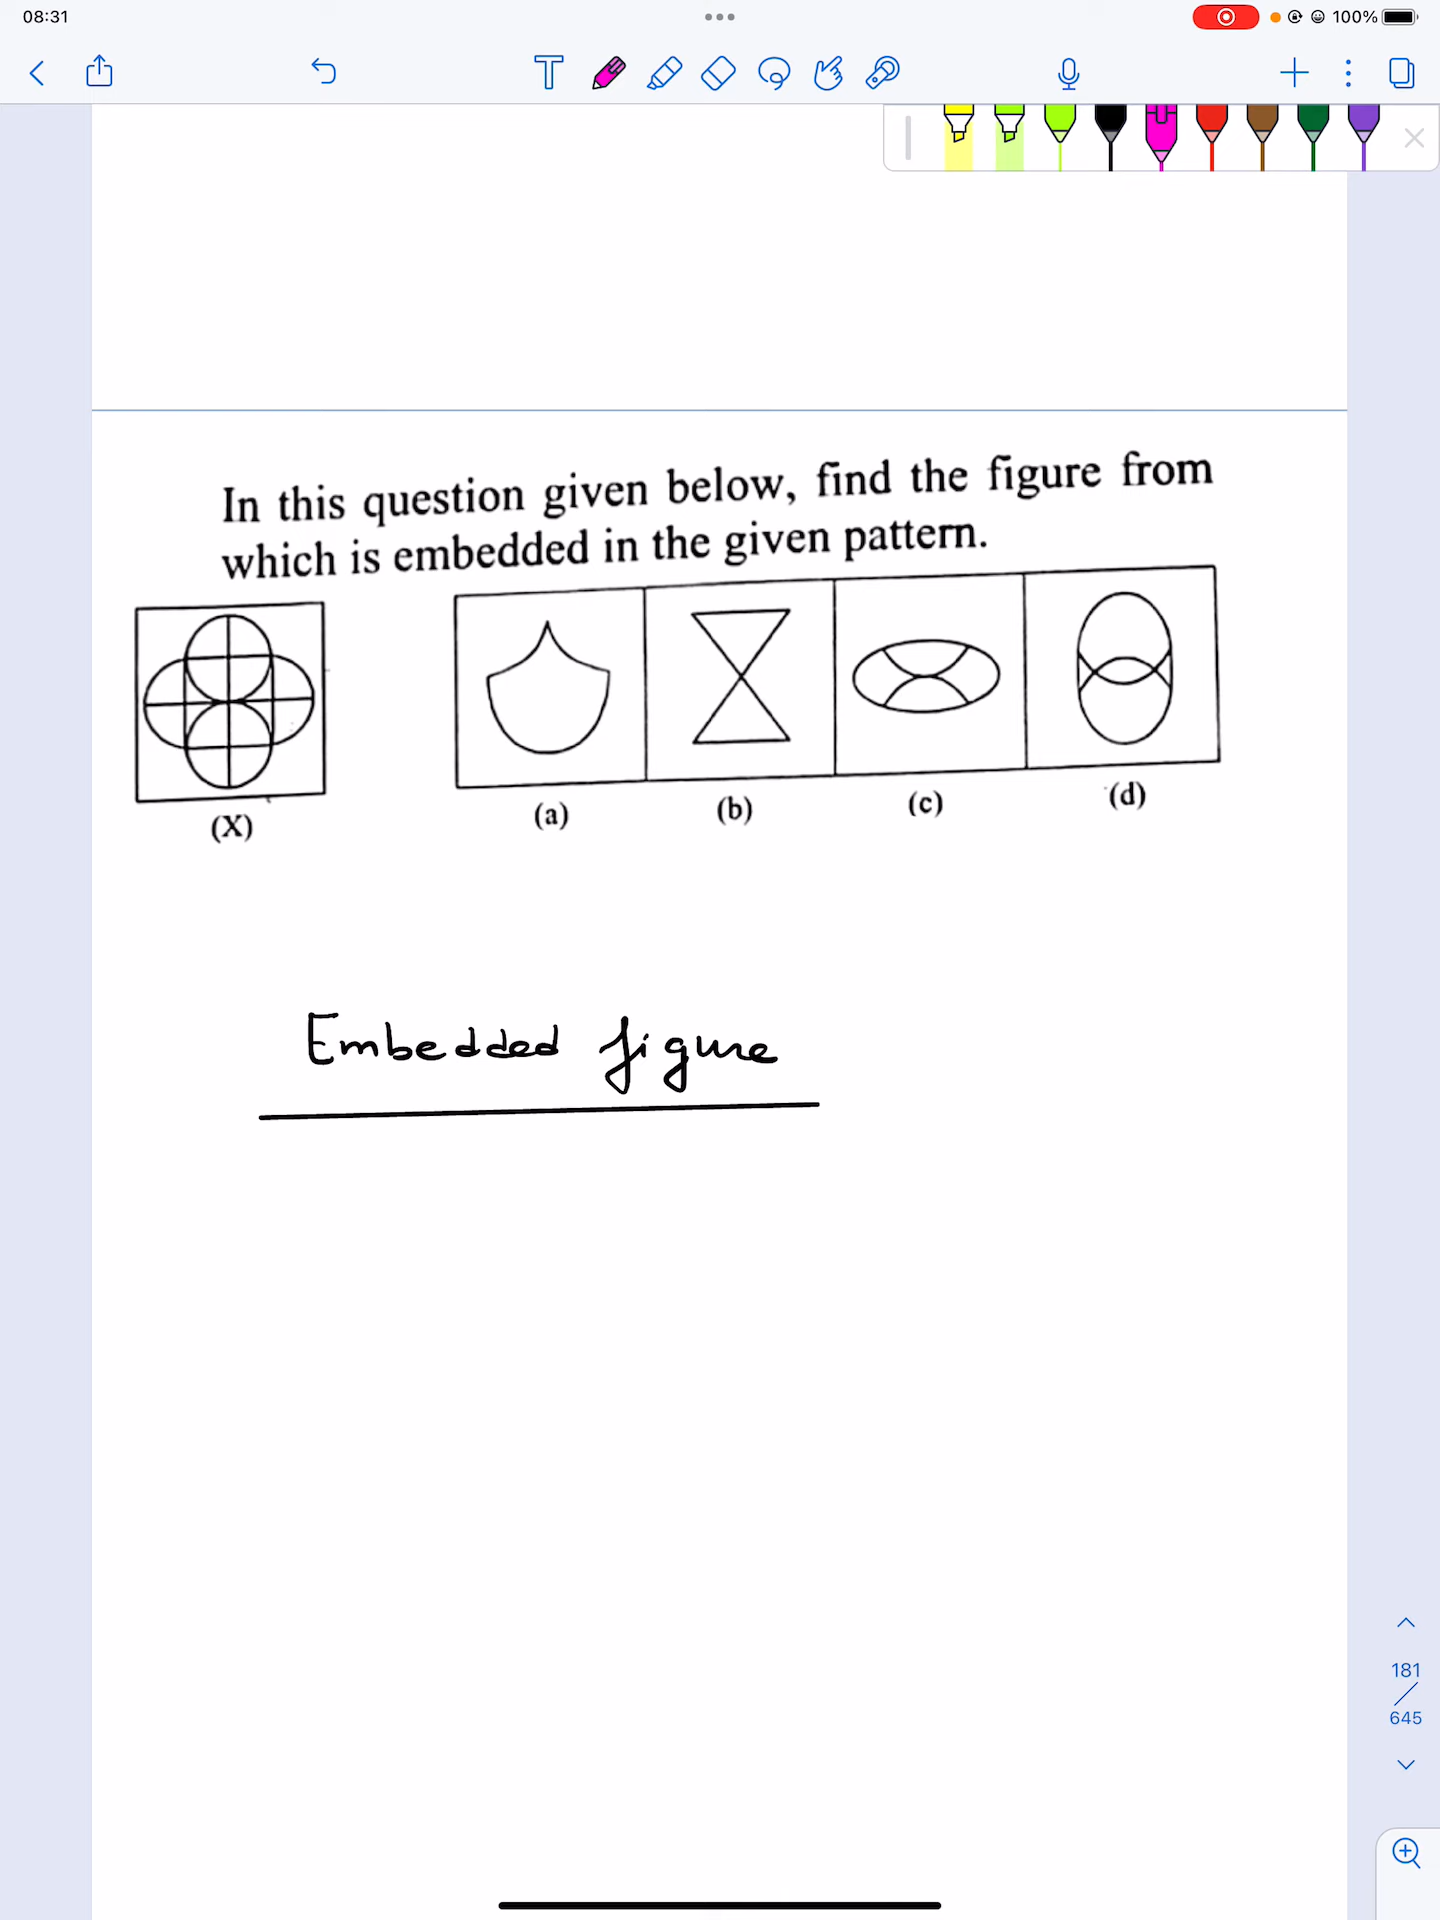 08:31
100%
T
In this question given below, find the figure from
which is embedded in the given pattern.
(X)
(a)
(b)
(c)
(d)
Embedded figure
181
645